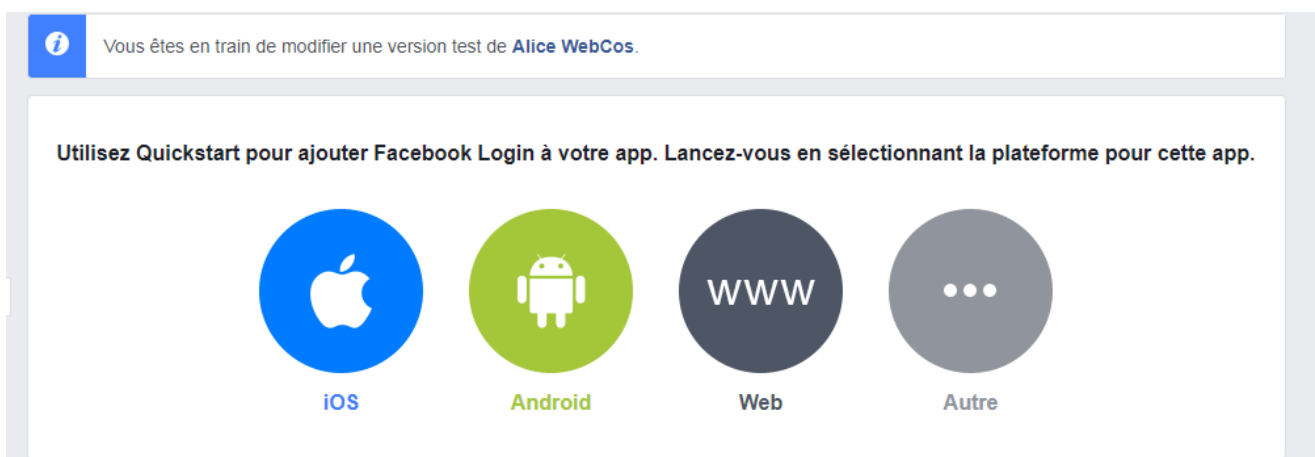 Vous êtes en train de modifier une version test de Alice WebCos.
Utilisez Quickstart pour ajouter Facebook Login à votre app. Lancez-vous en sélectionnant la plateforme pour cette app.
www
iOS
Android
Web
Autre